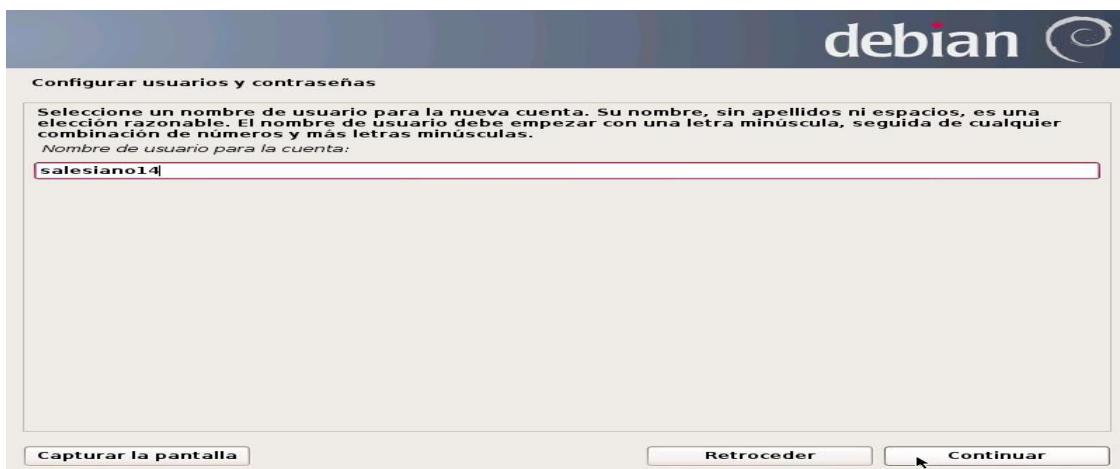 debian
Configurar usuarios y contraseñas
Seleccione un nombre de usuario para la nueva cuenta. Su nombre, sin apellidos ni espacios, es una
elección razonable. El nombre de usuario debe empezar con una letra minúscula, seguida de cualquier
combinación de números y más letras minúsculas.
Nombre de usuario para la cuenta:
salesiano14
Capturar la pantalla
Retroceder
Continuar